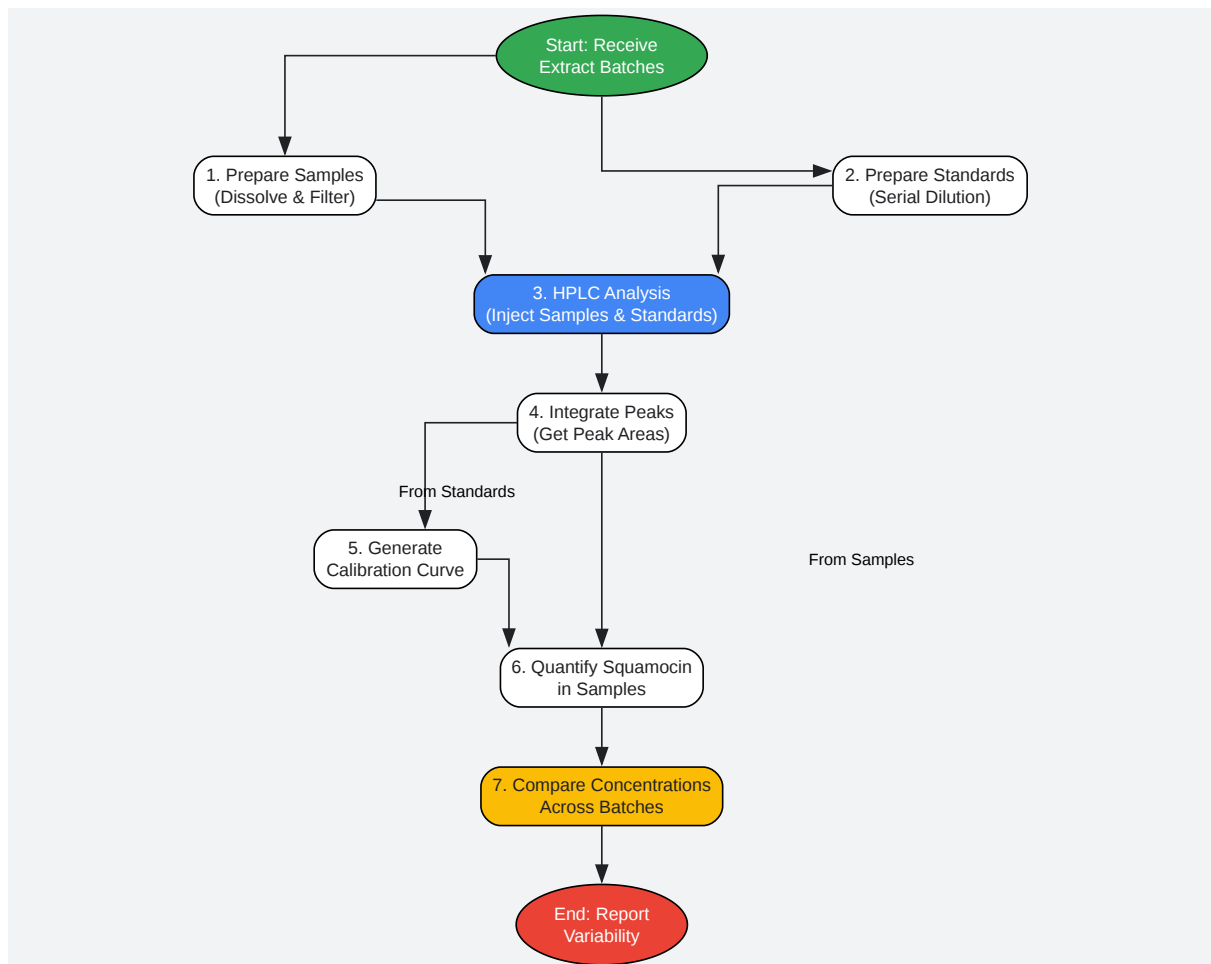 Start: Receive
Extract Batches
1. Prepare Samples
(Dissolve & Filter)
2. Prepare Standards
(Serial Dilution)
3. HPLC Analysis
(Inject Samples & Standards)
4. Integrate Peaks
(Get Peak Areas)
From Standards
5. Generate
Calibration Curve
From Samples
6. Quantify Squamocin
in Samples
7. Compare Concentrations
Across Batches
End: Report
Variability